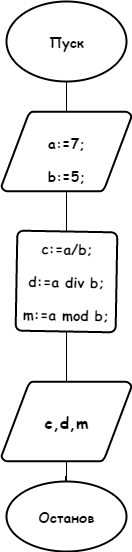 Пуск
a:=7;
b:=5;
c:=a/b;
d:=a div b;
m:=a mod b;
c,d,m
Останов